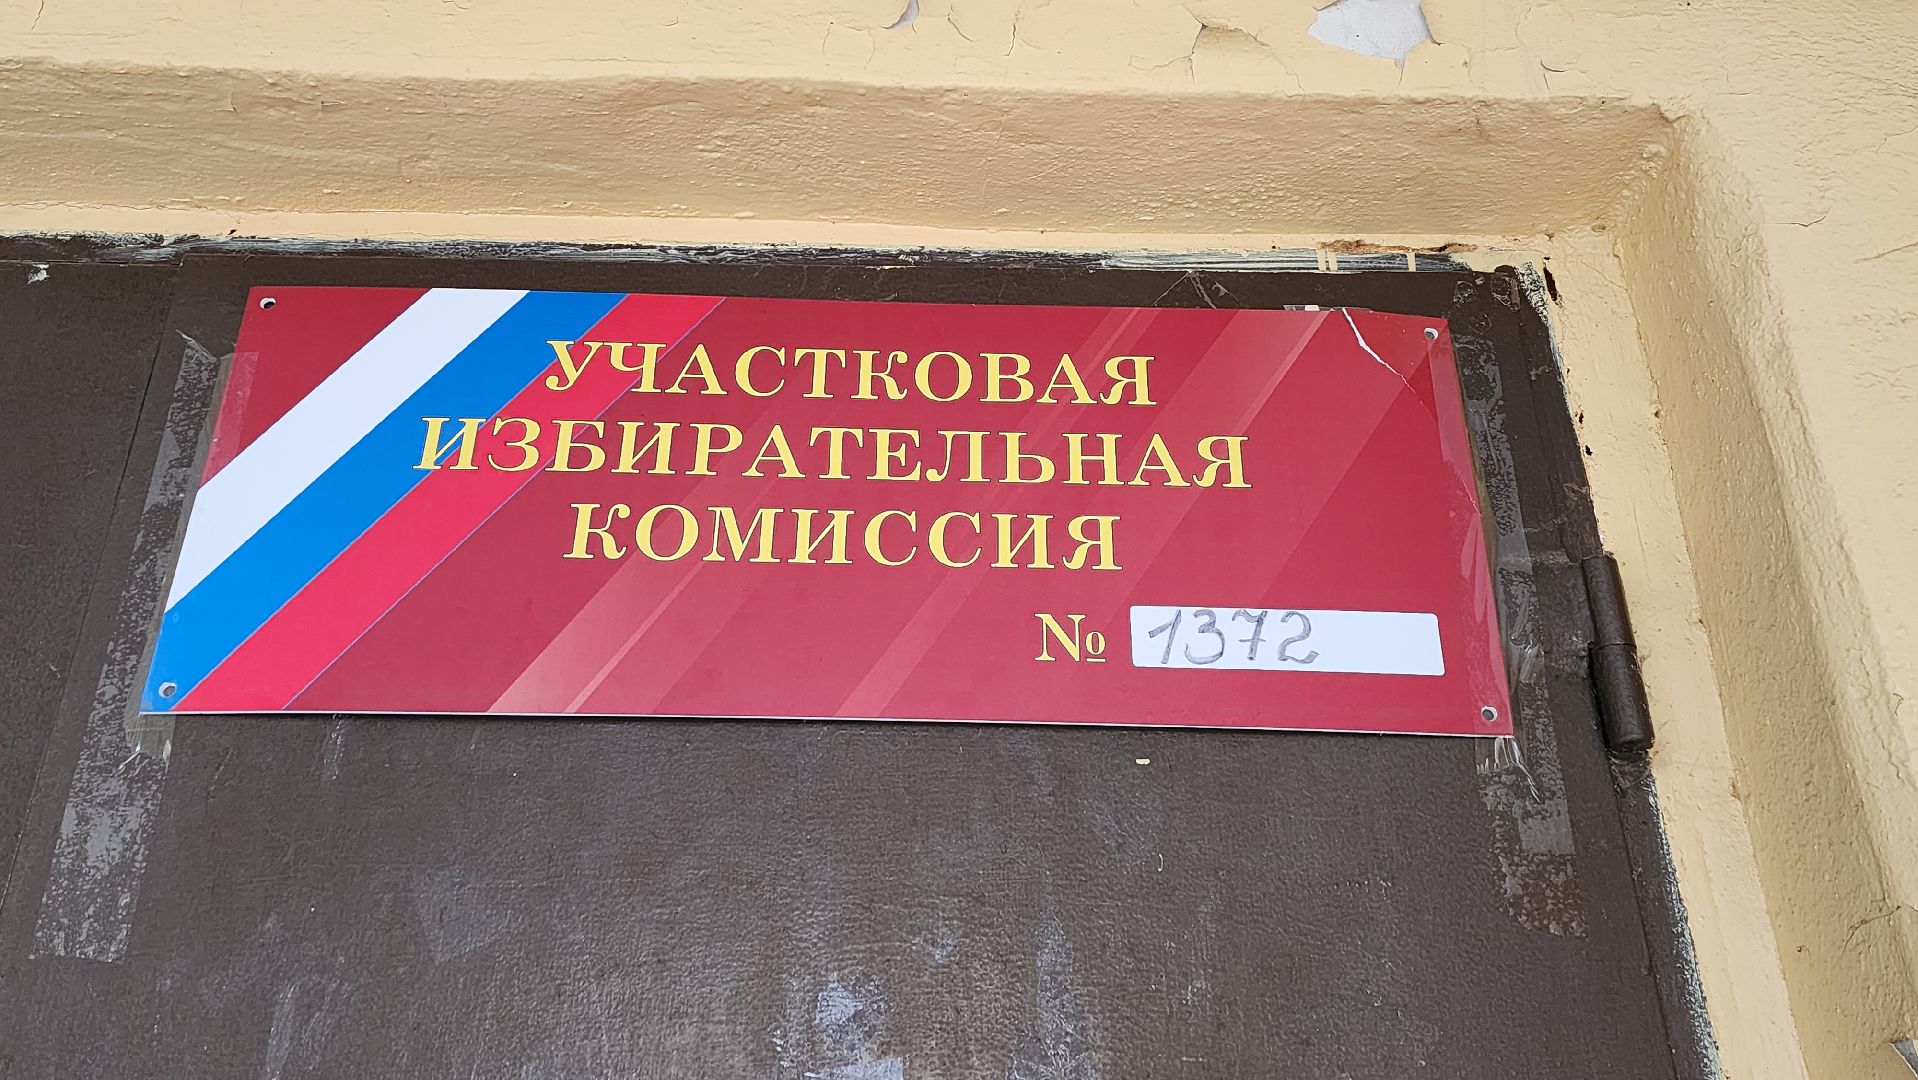 УЧАСТКОВАЯ
ИЗБИРАТЕЛЬНАЯ
КОМИССИЯ
№ 1372